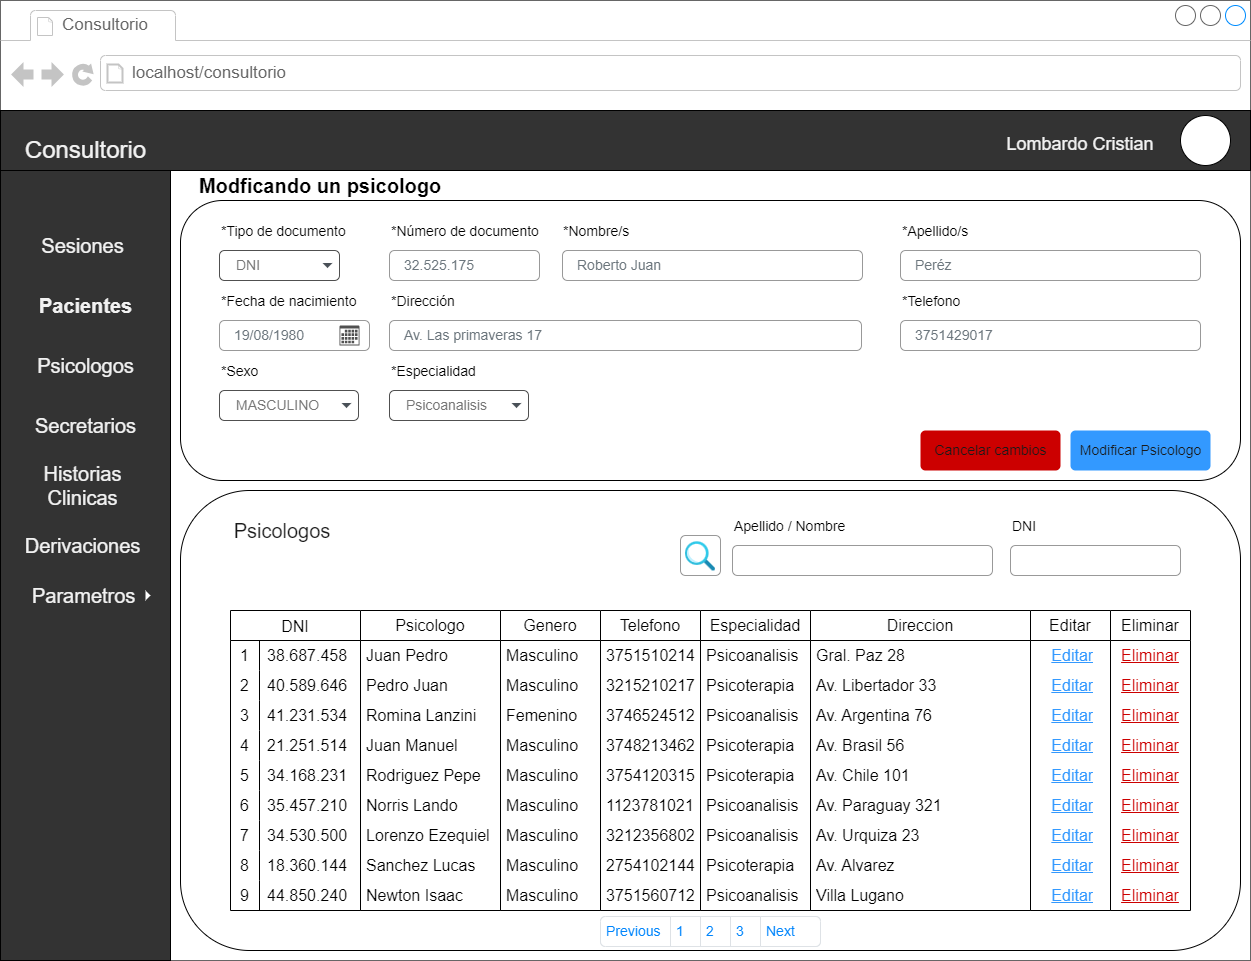 Consultorio
localhost/consultorio
Consultorio
Lombardo Cristian
Sesiones
Pacientes
Psicologos
Secretarios
Historias
Clinicas
Derivaciones
Parametros
Modficando un psicologo
*Tipo de documento *Número de documento *Nombre/s *Apellido/s
DNI 32.525.175 Roberto Juan Peréz
*Fecha de nacimiento *Dirección *Telefono
19/08/1980 Av. Las primaveras 17 3751429017
*Sexo *Especialidad
MASCULINO Psicoanalisis
Cancelar cambios Modificar Psicologo
Psicologos
Apellido / Nombre DNI
DNI Psicologo Genero Telefono Especialidad Direccion Editar Eliminar
1 38.687.458 Juan Pedro Masculino 3751510214 Psicoanalisis Gral. Paz 28 Editar Eliminar
2 40.589.646 Pedro Juan Masculino 3215210217 Psicoterapia Av. Libertador 33 Editar Eliminar
3 41.231.534 Romina Lanzini Femenino 3746524512 Psicoanalisis Av. Argentina 76 Editar Eliminar
4 21.251.514 Juan Manuel Masculino 3748213462 Psicoterapia Av. Brasil 56 Editar Eliminar
5 34.168.231 Rodriguez Pepe Masculino 3754120315 Psicoterapia Av. Chile 101 Editar Eliminar
6 35.457.210 Norris Lando Masculino 1123781021 Psicoanalisis Av. Paraguay 321 Editar Eliminar
7 34.530.500 Lorenzo Ezequiel Masculino 3212356802 Psicoanalisis Av. Urquiza 23 Editar Eliminar
8 18.360.144 Sanchez Lucas Masculino 2754102144 Psicoterapia Av. Alvarez Editar Eliminar
9 44.850.240 Newton Isaac Masculino 3751560712 Psicoanalisis Villa Lugano Editar Eliminar
Previous 1 2 3 Next